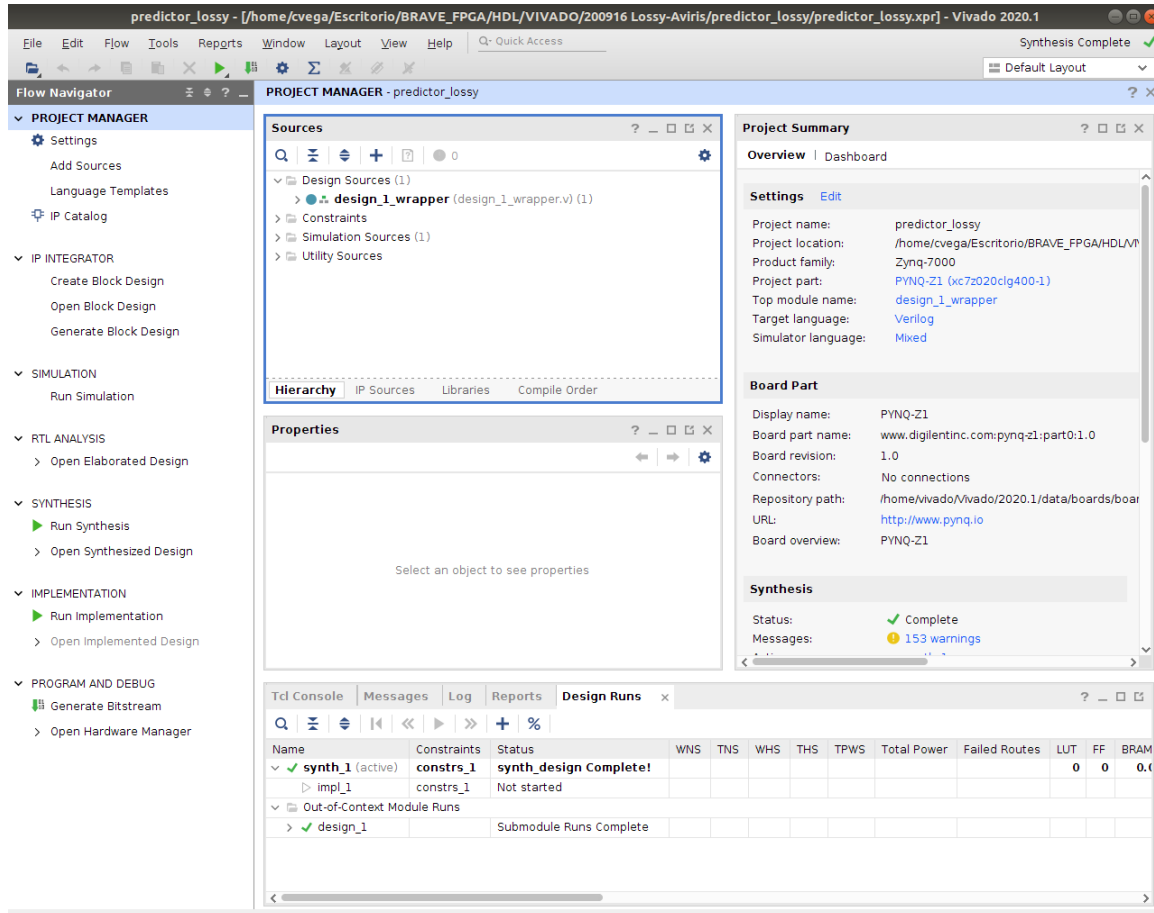 predictor_lossy - [/home/cvega/Escritorio/BRAVE_FPGA/HDL/VIVADO/200916 Lossy-Aviris/predictor_lossy/predictor_lossy.xpr] - Vivado 2020.1
File Edit Flow Tools Reports Window Layout View Help Q- Quick Access Synthesis Complete
Default Layout
Flow Navigator
PROJECT MANAGER
Settings
Add Sources
Language Templates
IP Catalog
IP INTEGRATOR
Create Block Design
Open Block Design
Generate Block Design
SIMULATION
Run Simulation
RTL ANALYSIS
Open Elaborated Design
SYNTHESIS
Run Synthesis
Open Synthesized Design
IMPLEMENTATION
Run Implementation
Open Implemented Design
PROGRAM AND DEBUG
Generate Bitstream
Open Hardware Manager
PROJECT MANAGER - predictor_lossy
Sources
0
Design Sources (1)
design_1_wrapper (design_1_wrapper.v) (1)
Constraints
Simulation Sources (1)
Utility Sources
Hierarchy IP Sources Libraries Compile Order
Properties
Select an object to see properties
Project Summary
Overview | Dashboard
Settings Edit
Project name: predictor_lossy
Project location: /home/cvega/Escritorio/BRAVE_FPGA/HDL/VI
Product family: Zynq-7000
Project part: PYNQ-Z1 (xc7z020clg400-1)
Top module name: design_1_wrapper
Target language: Verilog
Simulator language: Mixed
Board Part
Display name: PYNQ-Z1
Board part name: www.digilentinc.com:pynq-z1:part0:1.0
Board revision: 1.0
Connectors: No connections
Repository path: /home/vivado/Vivado/2020.1/data/boards/boar
URL: http://www.pynq.io
Board overview: PYNQ-Z1
Synthesis
Status: Complete
Messages: 153 warnings
Tcl Console Messages Log Reports Design Runs
Name Constraints Status WNS TNS WHS THS TPWS Total Power Failed Routes LUT FF BRAM
synth_1 (active) constrs_1 synth_design Complete! 0 0 0.(
impl_1 constrs_1 Not started
Out-of-Context Module Runs
design_1 Submodule Runs Complete